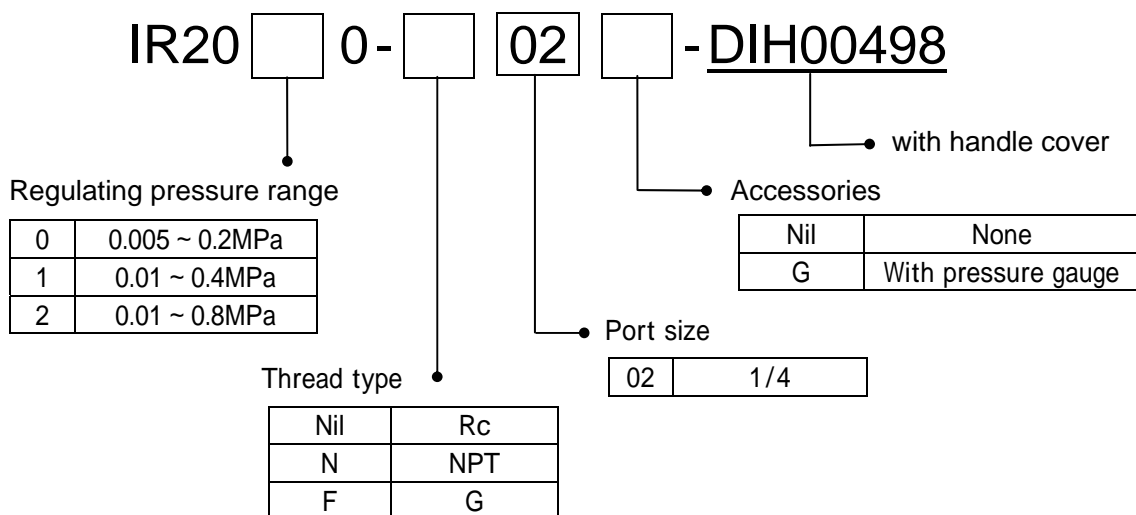 IR20 0- 02 -DIH00498
with handle cover
Regulating pressure range
0 0.005 ~ 0.2MPa
1 0.01 ~ 0.4MPa
2 0.01 ~ 0.8MPa
Accessories
Nil None
G With pressure gauge
Port size
02 1/4
Thread type
Nil Rc
N NPT
F G